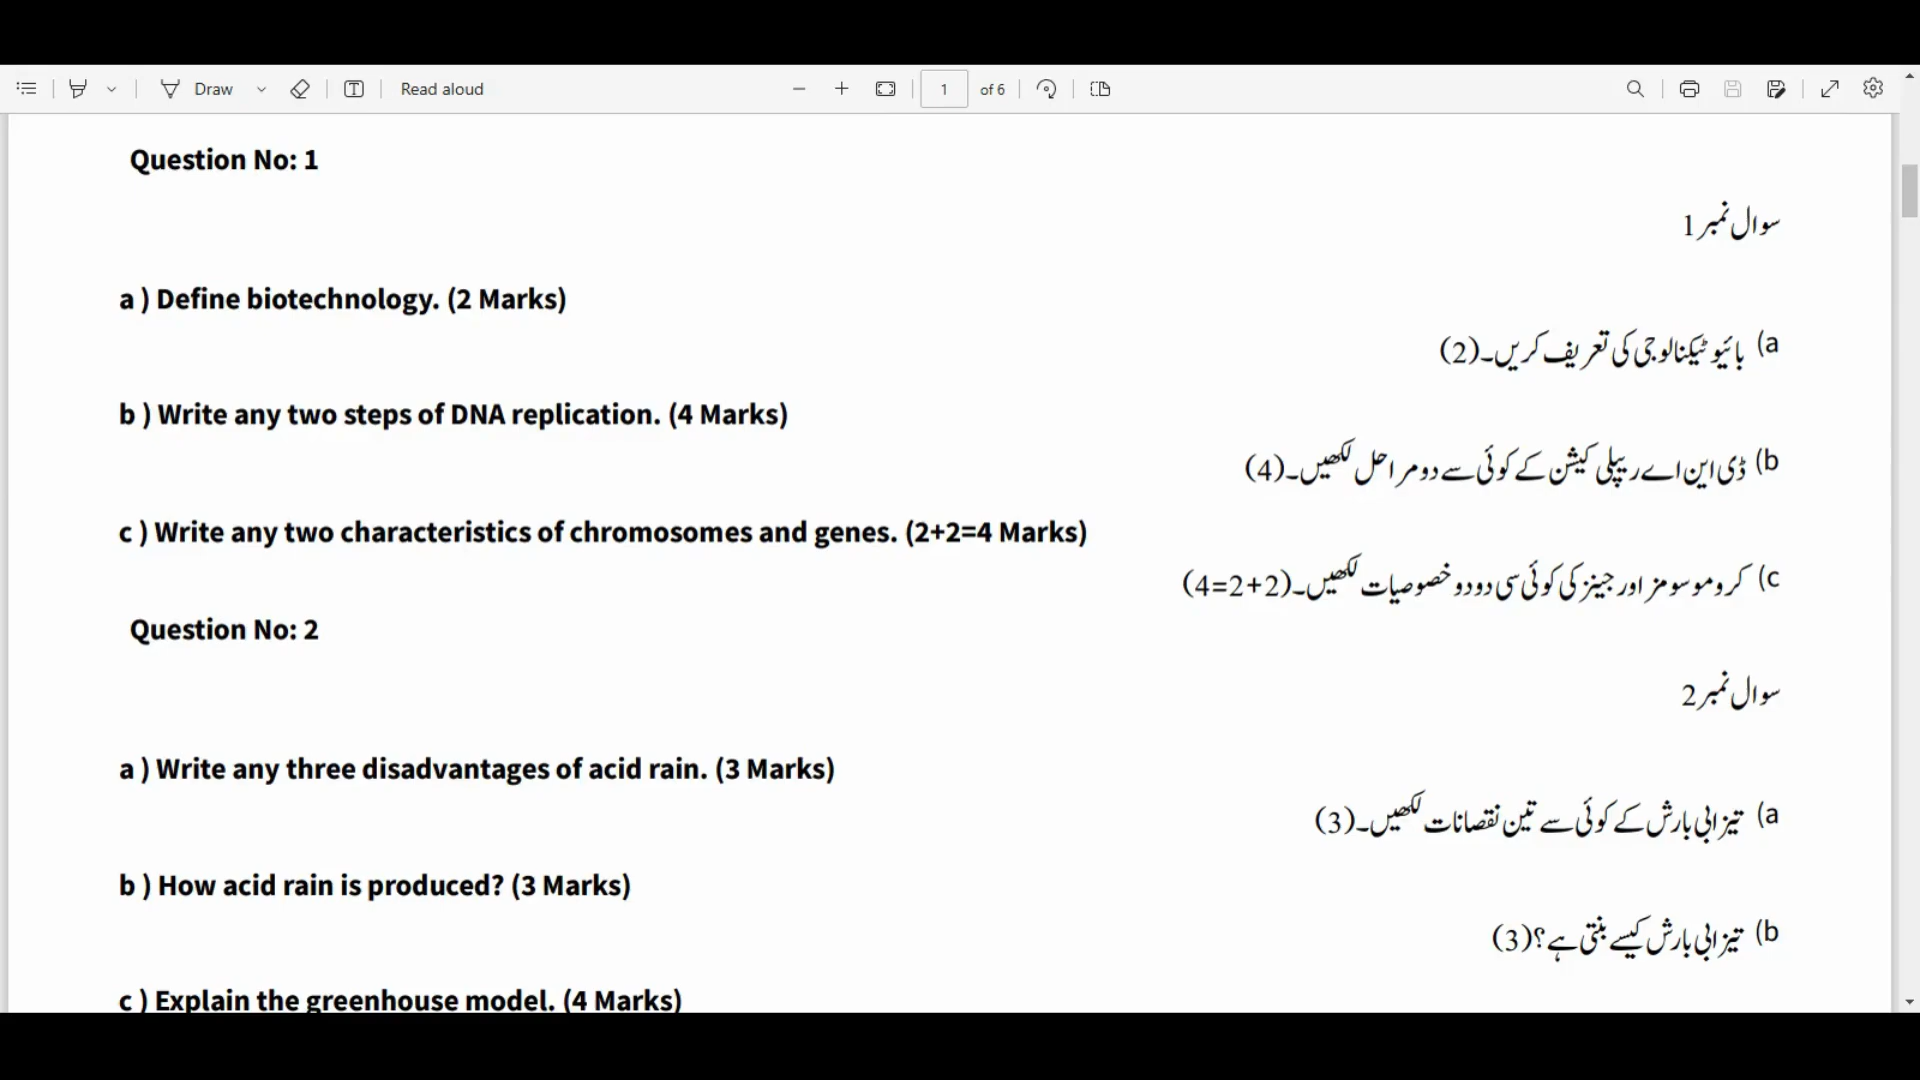 Draw
Read aloud
1 of 6
Question No: 1
سوال نمبر 1
a ) Define biotechnology. (2 Marks)
a) بائیو ٹیکنالوجی کی تعریف کریں۔(2)
b ) Write any two steps of DNA replication. (4 Marks)
b) ڈی این اے ریپلی کیشن کے کوئی سے دو مراحل لکھیں۔(4)
c ) Write any two characteristics of chromosomes and genes. (2+2=4 Marks)
c) کروموسومز اور جینز کی کوئی سی دو دو خصوصیات لکھیں۔(2+2=4)
Question No: 2
سوال نمبر 2
a ) Write any three disadvantages of acid rain. (3 Marks)
a) تیزابی بارش کے کوئی سے تین نقصانات لکھیں۔(3)
b ) How acid rain is produced? (3 Marks)
b) تیزابی بارش کیسے بنتی ہے؟(3)
c ) Explain the greenhouse model. (4 Marks)